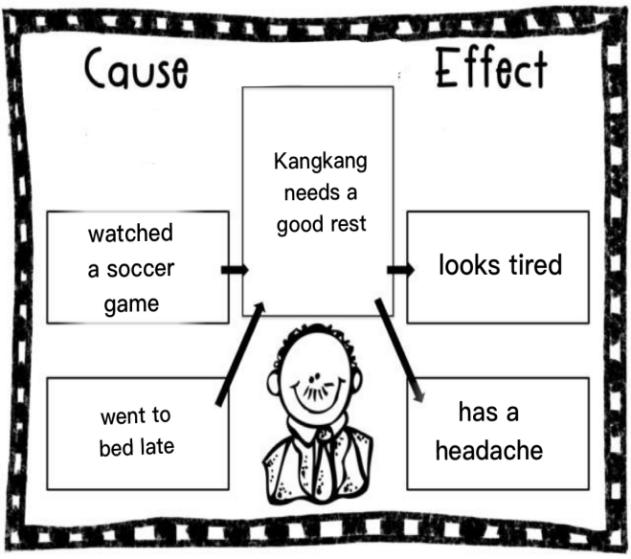 Cause
Effect
Kangkang
needs a
good rest
watched
a soccer
game
looks tired
went to
bed late
has a
headache